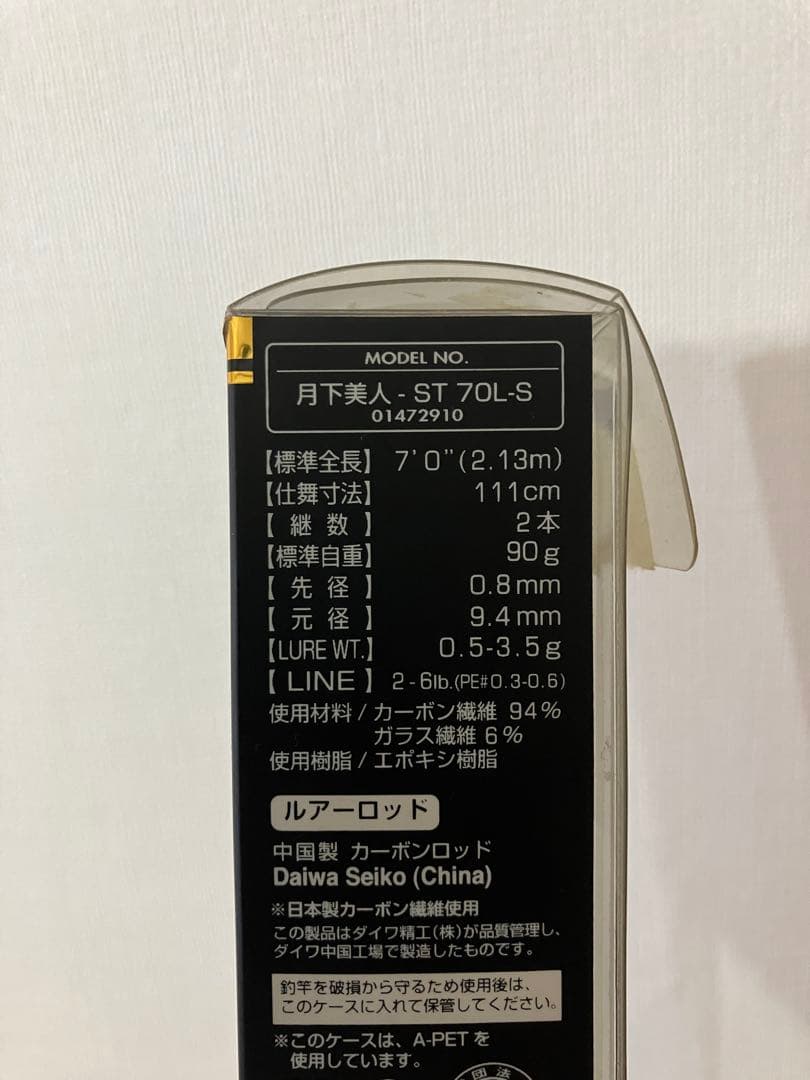 MODEL NO.
月下美人 - ST 70L-S
01472910
【標準全長】 7'0"(2.13m)
【仕舞寸法】 111cm
【継数】 2本
【標準自重】 90g
【先径】 0.8mm
【元径】 9.4mm
【LURE WT.】 0.5-3.5g
【LINE】 2-6lb.(PE#0.3-0.6)
使用材料/カーボン繊維 94%
ガラス繊維 6%
使用樹脂/エポキシ樹脂
ルアーロッド
中国製 カーボンロッド
Daiwa Seiko (China)
※日本製カーボン繊維使用
この製品はダイワ精工(株)が品質管理し、
ダイワ中国工場で製造したものです。
釣竿を破損から守るため使用後は、
このケースに入れて保管してください。
※このケースは、A-PETを
使用しています。
団法